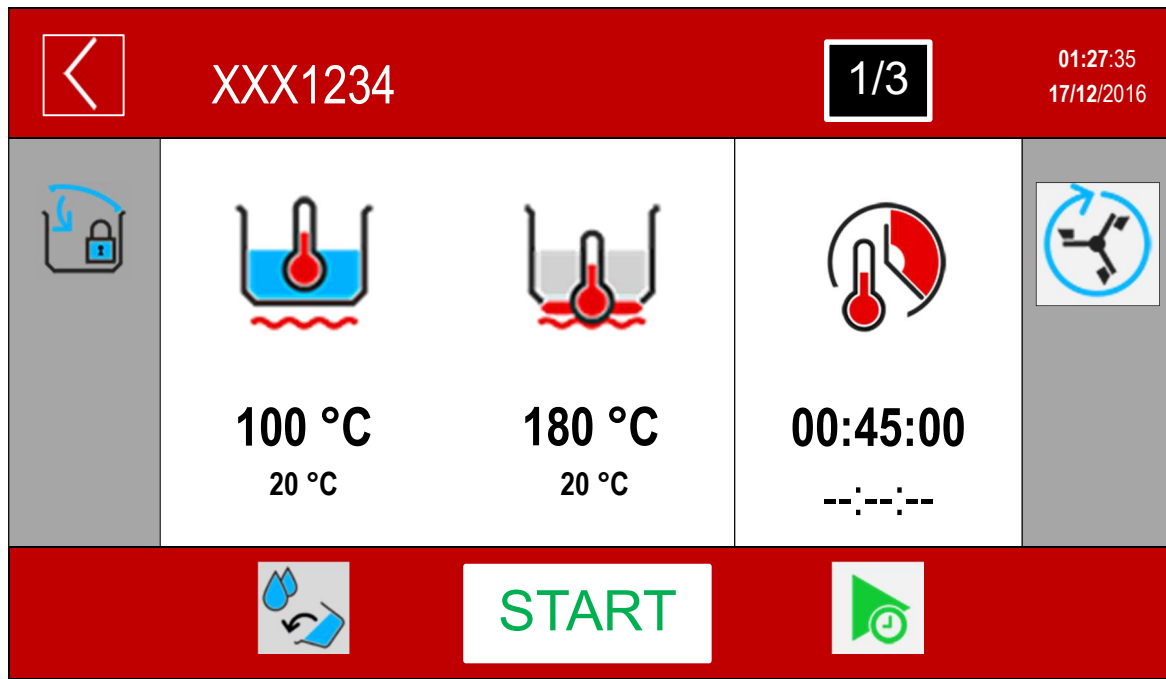 XXX1234
1/3
01:27:35
17/12/2016
100 °C
180 °C
00:45:00
20 °C
20 °C
--:--:--
START